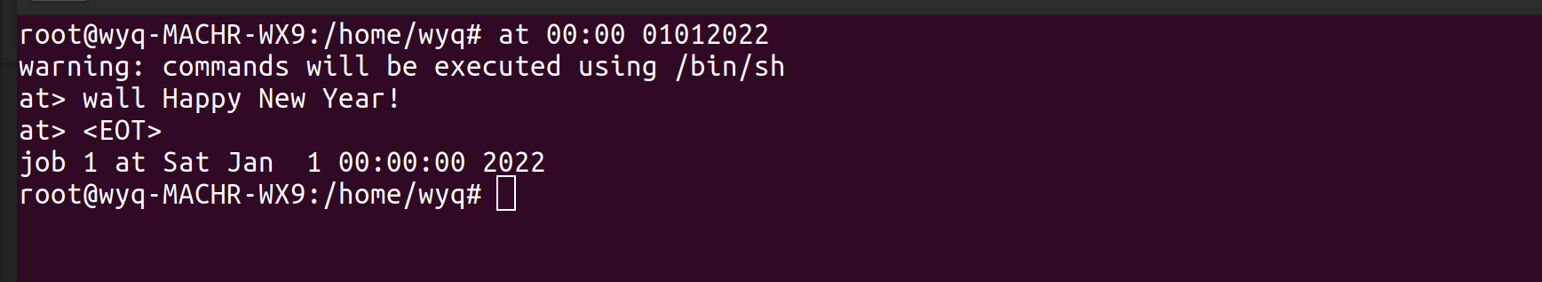 root@wyq-MACHR-WX9:/home/wyq# at 00:00 01012022
warning: commands will be executed using /bin/sh
at> wall Happy New Year!
at> <EOT>
job 1 at Sat Jan  1 00:00:00 2022
root@wyq-MACHR-WX9:/home/wyq#